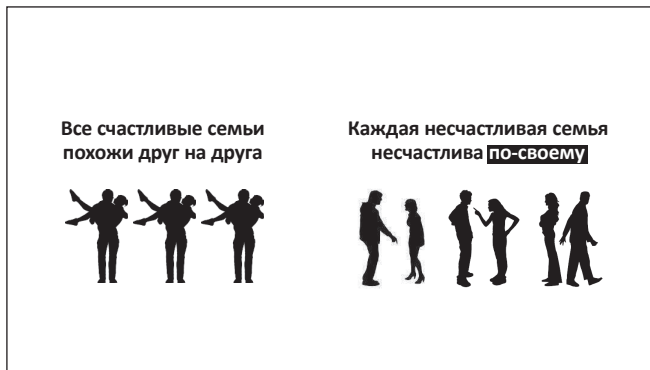 Все счастливые семьи
похожи друг на друга
Каждая несчастливая семья
несчастлива по-своему